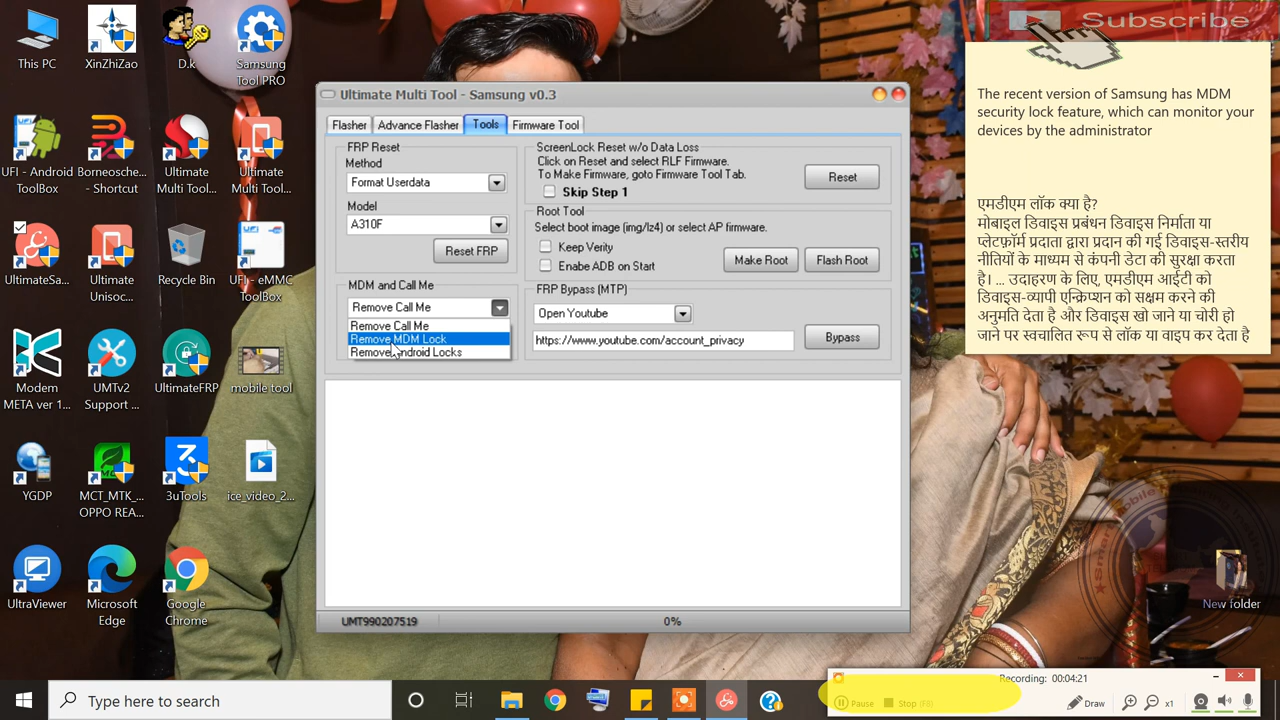 This PC
XinZhiZao
D.k
Samsung
Tool PRO
UFI - Android
ToolBox
Borneosche...
- Shortcut
Ultimate
Multi Tool...
Ultimate
Multi Tool...
UltimateSa...
Ultimate
Unisoc...
Recycle Bin
UFI - eMMC
ToolBox
Modem
META ver 1...
UMTv2
Support ...
UltimateFRP
mobile tool
YGDP
MCT_MTK_...
OPPO REA...
3uTools
ice_video_2...
UltraViewer
Microsoft
Edge
Google
Chrome
Ultimate Multi Tool - Samsung v0.3
Flasher
Advance Flasher
Tools
Firmware Tool
FRP Reset
Method
Format Userdata
Model
A310F
Reset FRP
MDM and Call Me
Remove Call Me
Remove Call Me
Remove MDM Lock
Remove Android Locks
ScreenLock Reset w/o Data Loss
Click on Reset and select RLF Firmware.
To Make Firmware, goto Firmware Tool Tab.
Skip Step 1
Reset
Root Tool
Select boot image (img/lz4) or select AP firmware.
Keep Verity
Enable ADB on Start
Make Root
Flash Root
FRP Bypass (MTP)
Open Youtube
https://www.youtube.com/account_privacy
Bypass
UMT990207519
0%
Subscribe
The recent version of Samsung has MDM
security lock feature, which can monitor your
devices by the administrator
एमडीएम लॉक क्या है?
मोबाइल डिवाइस प्रबंधन डिवाइस निर्माता या
प्लेटफ़ॉर्म प्रदाता द्वारा प्रदान की गई डिवाइस-स्तरीय
नीतियों के माध्यम से कंपनी डेटा की सुरक्षा करता
है। ... उदाहरण के लिए, एमडीएम आईटी को
डिवाइस-व्यापी एन्क्रिप्शन को सक्षम करने की
अनुमति देता है और डिवाइस खो जाने या चोरी हो
जाने पर स्वचालित रूप से लॉक या वाइप कर देता है
New folder
Recording: 00:04:21
Pause
Stop (F8)
Draw
x1
Type here to search